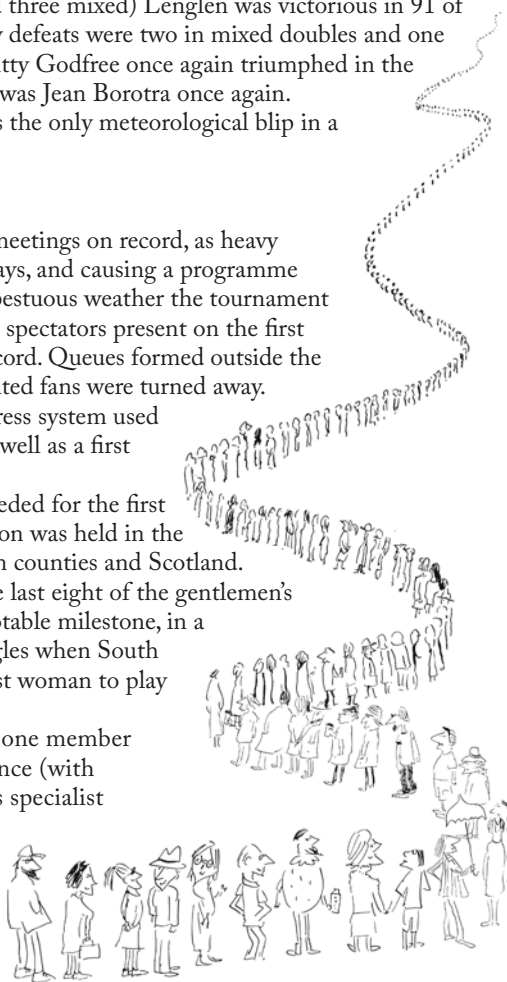 three mixed) Lenglen was victorious in 91 of
defeats were two in mixed doubles and one
tty Godfree once again triumphed in the
was Jean Borotra once again.
s the only meteorological blip in a
meetings on record, as heavy
ays, and causing a programme
pestuous weather the tournament
spectators present on the first
cord. Queues formed outside the
ted fans were turned away.
ress system used
well as a first
eded for the first
on was held in the
n counties and Scotland.
e last eight of the gentlemen's
otable milestone, in a
gles when South
st woman to play
one member
nce (with
s specialist